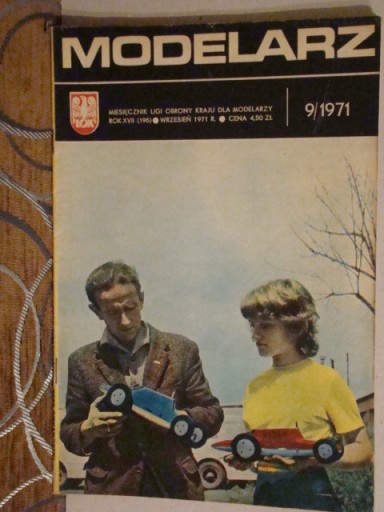 MODELARZ
MIESIĘCZNIK LIGI OBRONY KRAJU DLA MODELARZY
ROK XVII (196) ● WRZESIEŃ 1971 R. ● CENA 4,50 ZŁ
9/1971